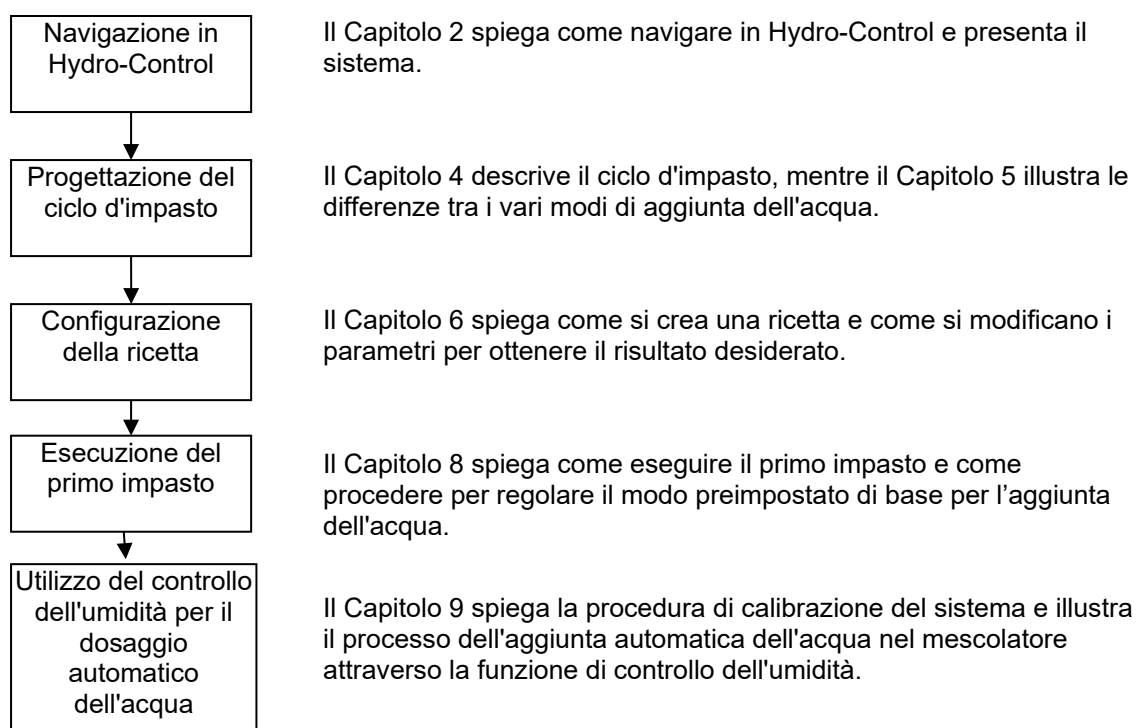 Navigazione in
Hydro-Control
Il Capitolo 2 spiega come navigare in Hydro-Control e presenta il
sistema.
Progettazione del
ciclo d'impasto
Il Capitolo 4 descrive il ciclo d'impasto, mentre il Capitolo 5 illustra le
differenze tra i vari modi di aggiunta dell'acqua.
Configurazione
della ricetta
Il Capitolo 6 spiega come si crea una ricetta e come si modificano i
parametri per ottenere il risultato desiderato.
Esecuzione del
primo impasto
Il Capitolo 8 spiega come eseguire il primo impasto e come
procedere per regolare il modo preimpostato di base per l’aggiunta
dell'acqua.
Utilizzo del controllo
dell'umidità per il
dosaggio
automatico
dell'acqua
Il Capitolo 9 spiega la procedura di calibrazione del sistema e illustra
il processo dell'aggiunta automatica dell'acqua nel mescolatore
attraverso la funzione di controllo dell'umidità.